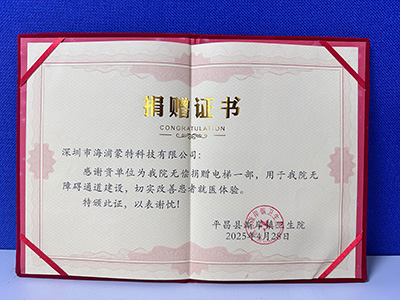 捐赠证书
CONGRATULATION
深圳市海浦蒙特科技有限公司:
感谢贵单位为我院无偿捐赠电梯一部,用于我院无
障碍通道建设,切实改善患者就医体验。
特颁此证,以表谢忱!
平昌县 岸镇卫生院
2025年4月28日